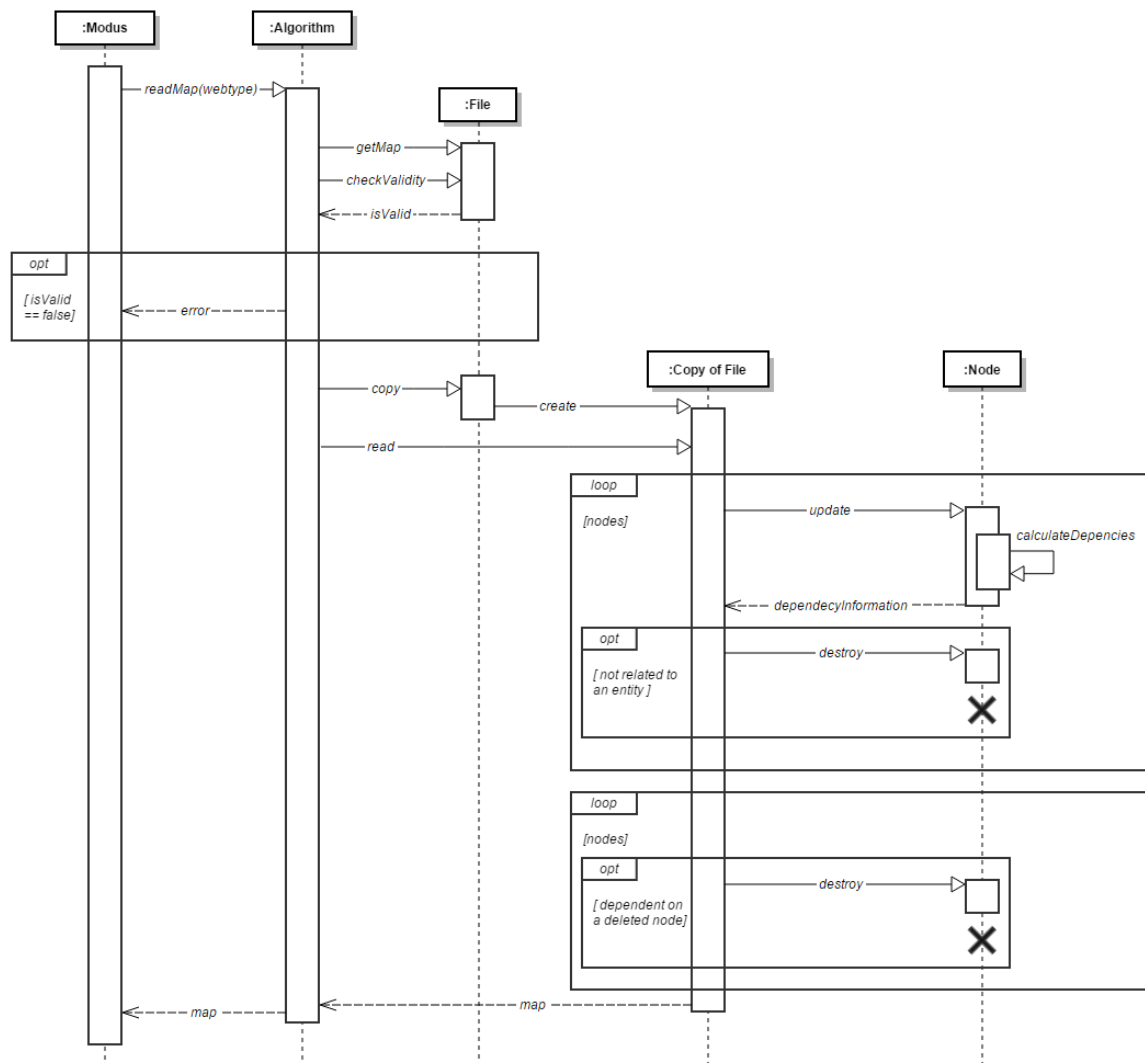 :Modus
:Algorithm
readMap(webtype)
:File
getMap
checkValidity
isValid
opt
[ isValid
== false]
error
:Copy of File
:Node
copy
create
read
loop
[nodes]
update
calculateDepencies
dependecyInformation
opt
[ not related to
an entity ]
destroy
loop
[nodes]
opt
[ dependent on
a deleted node]
destroy
map
map